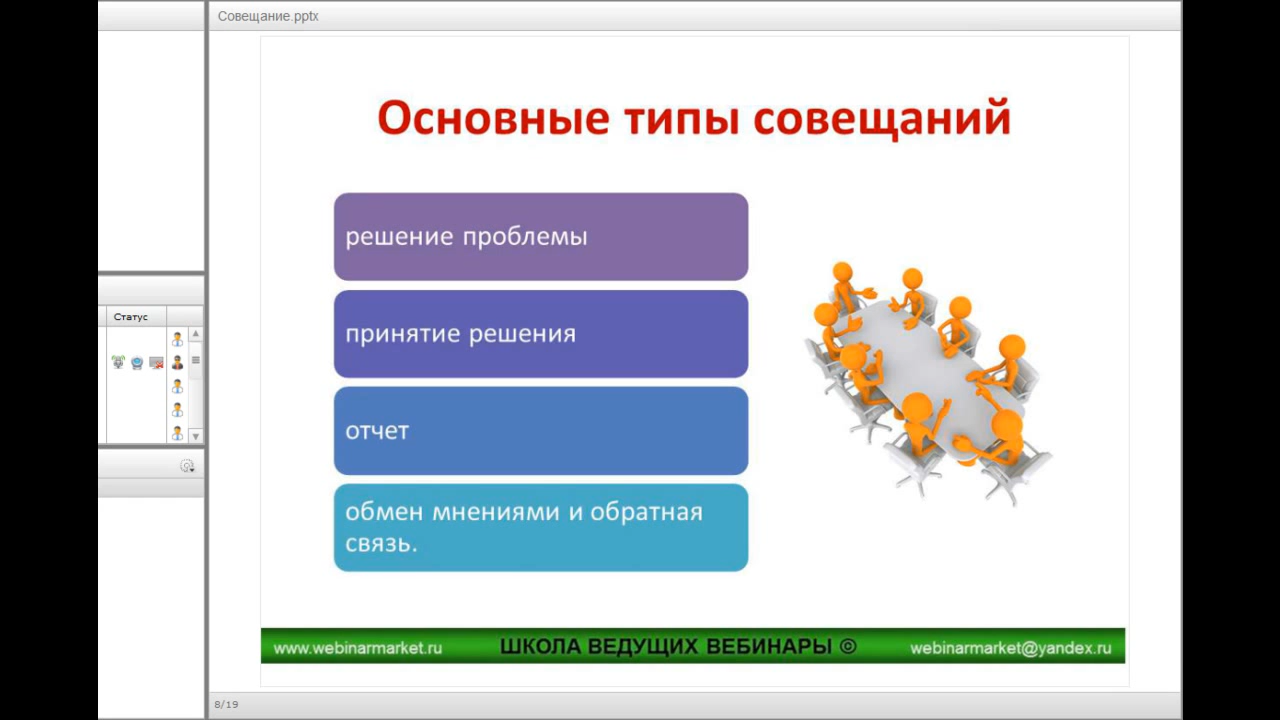 Совещание.pptx
Основные типы совещаний
решение проблемы
принятие решения
отчет
обмен мнениями и обратная
связь.
Статус
www.webinarmarket.ru ШКОЛА ВЕДУЩИХ ВЕБИНАРЫ © webinarmarket@yandex.ru
8/19